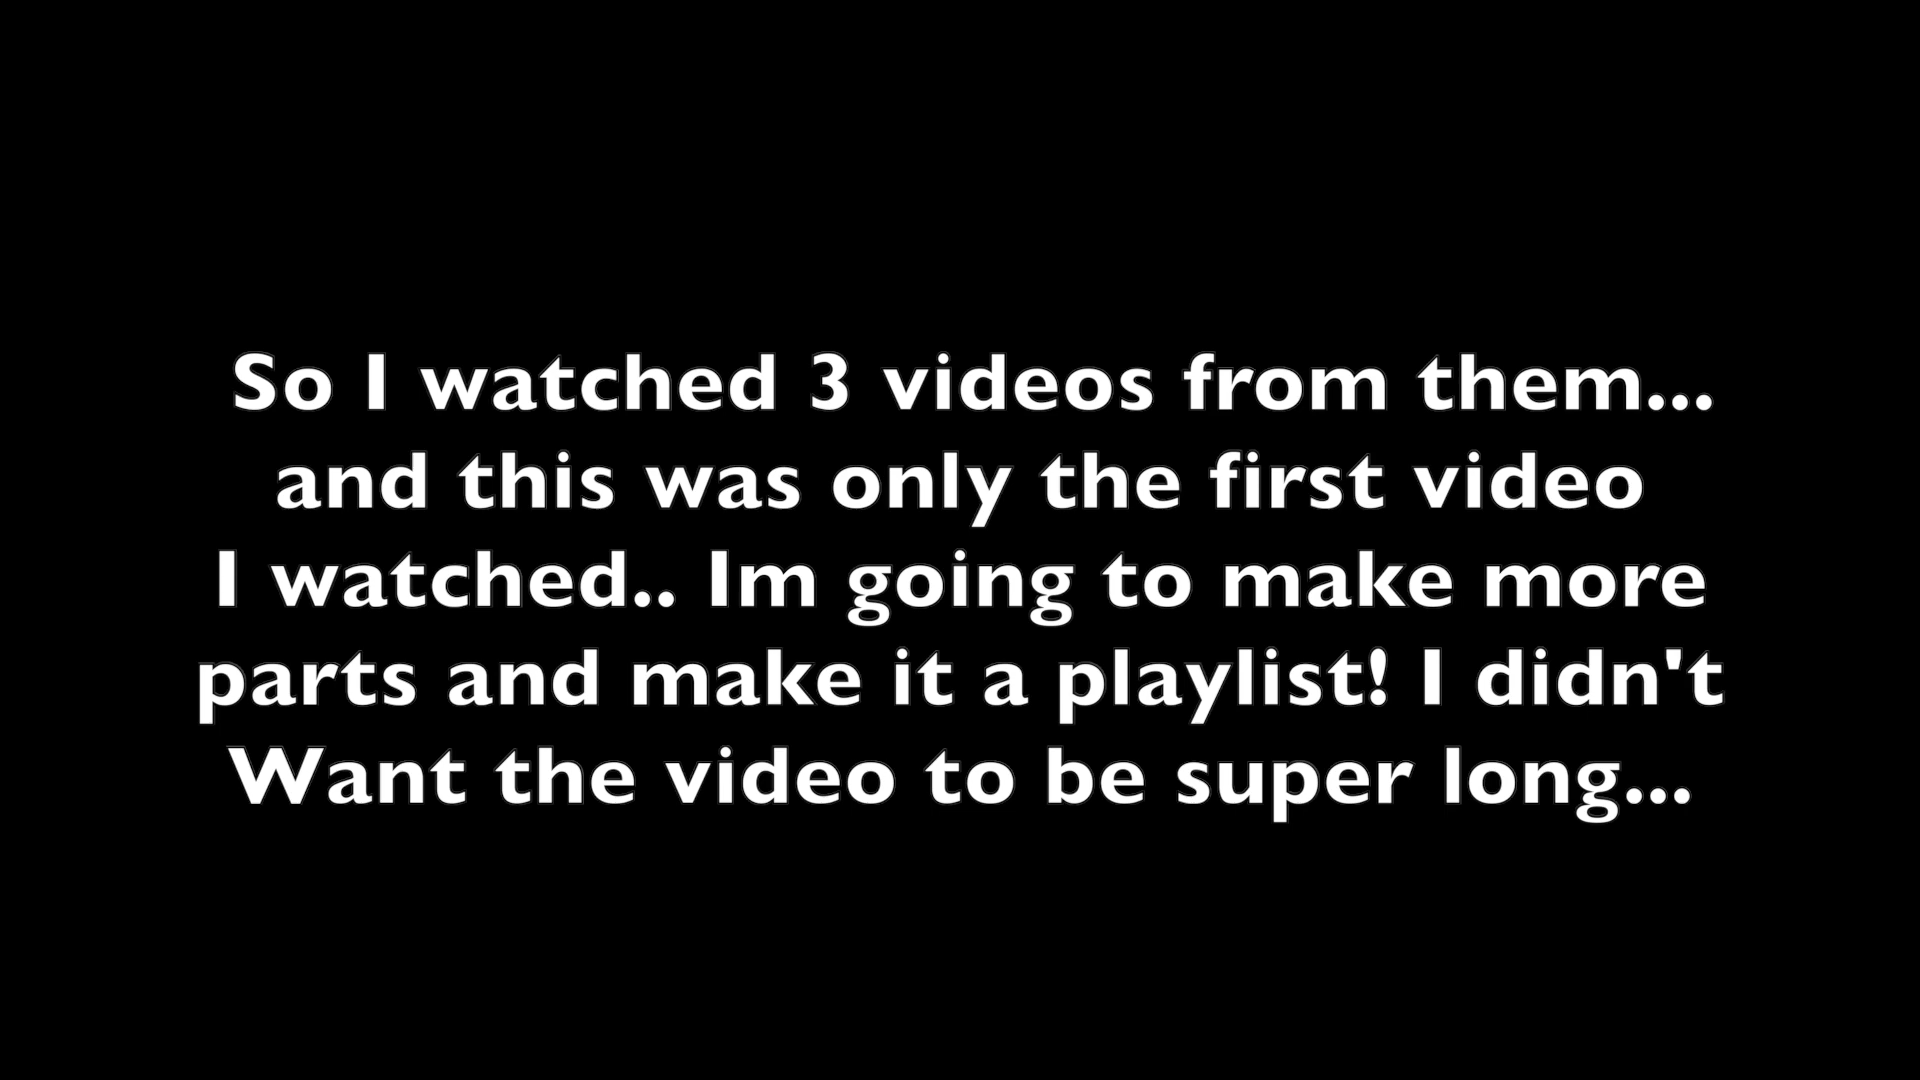 So I watched 3 videos from them...
and this was only the first video
I watched.. Im going to make more
parts and make it a playlist! I didn't
Want the video to be super long...